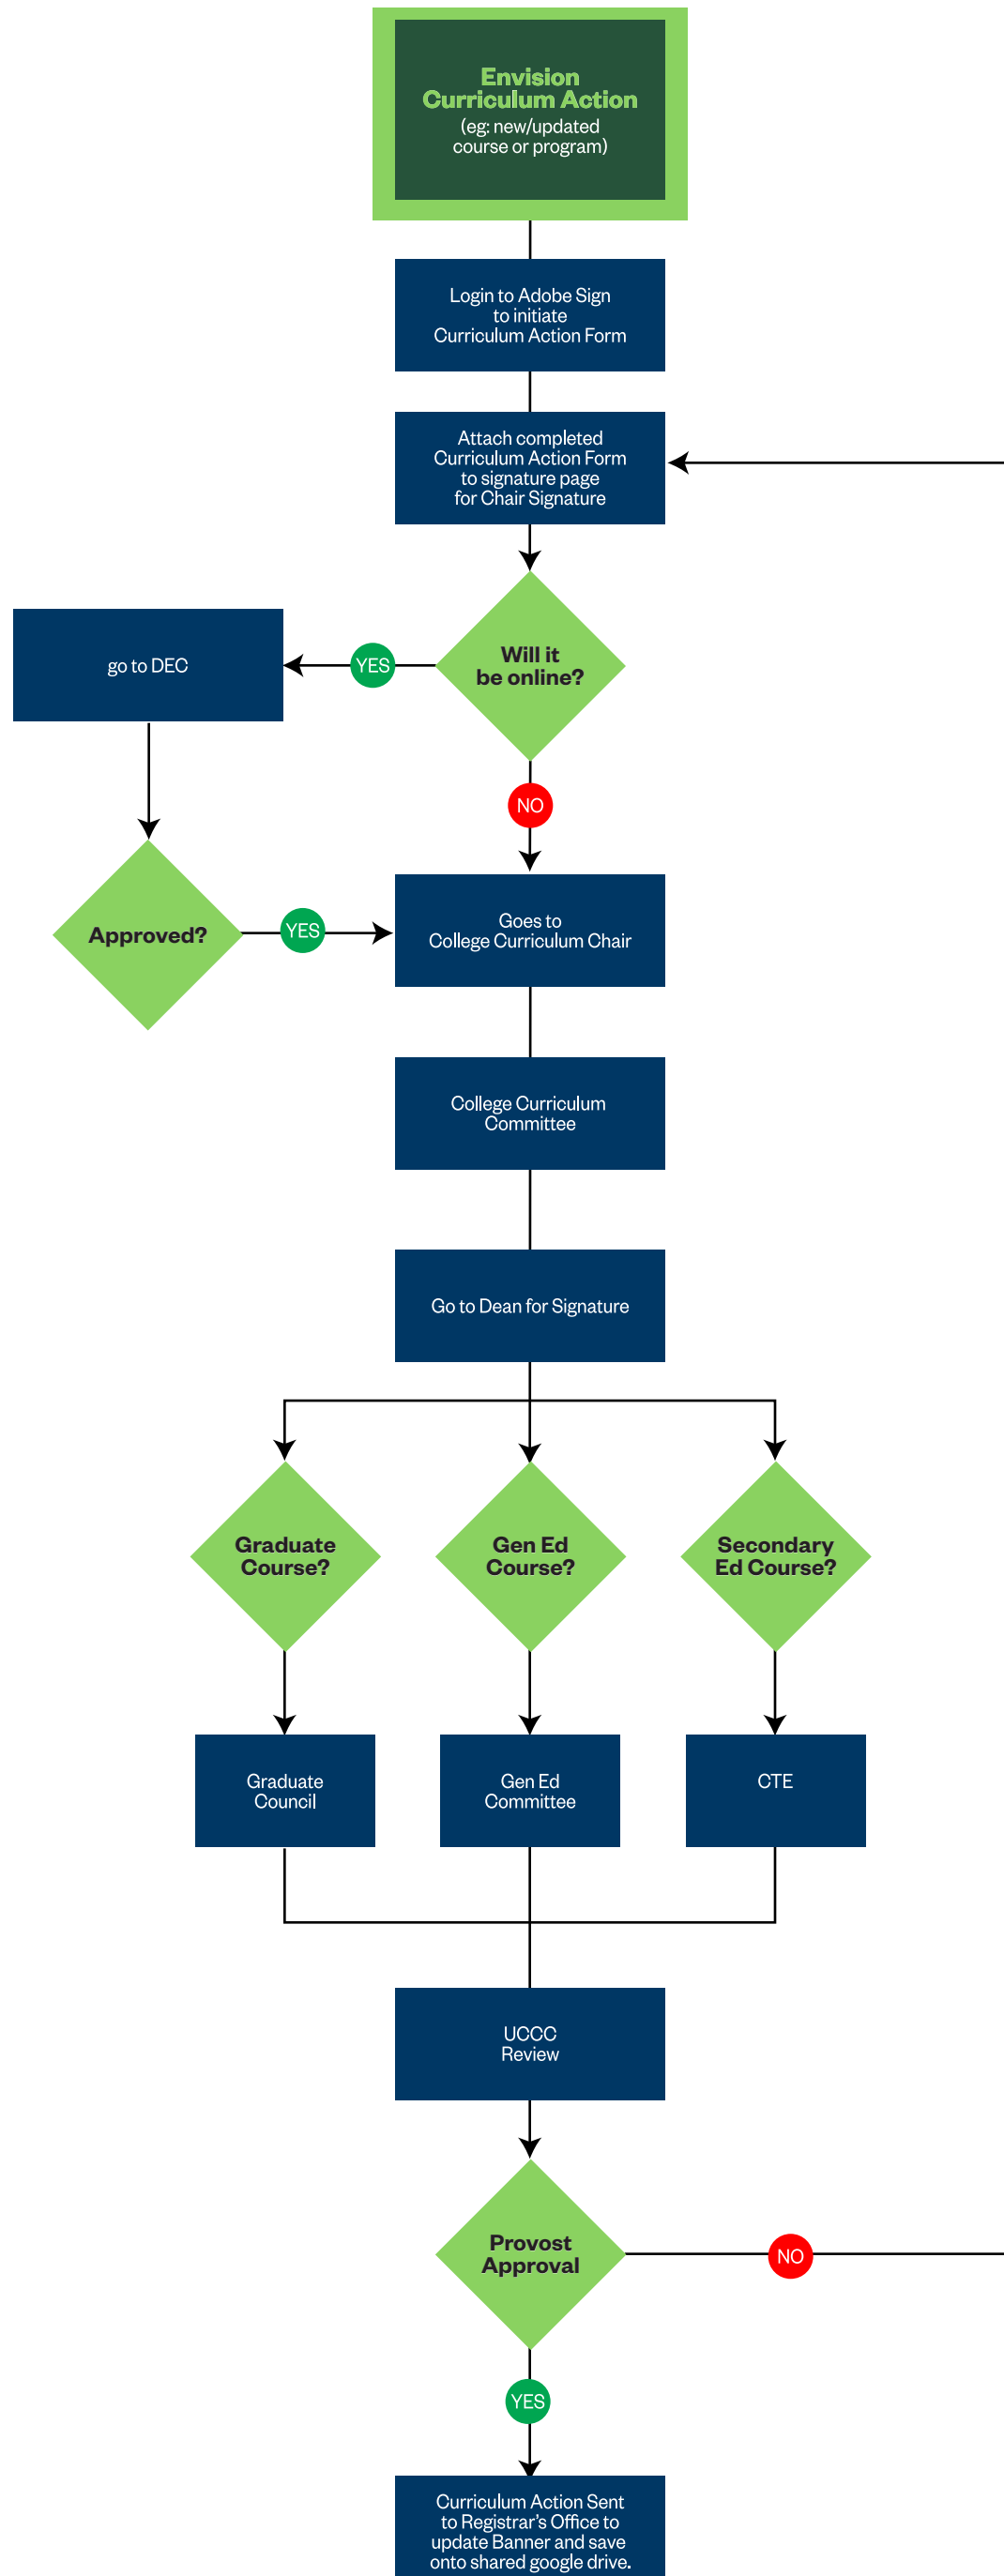 Envision
Curriculum Action
(eg: new/updated
course or program)
Login to Adobe Sign
to initiate
Curriculum Action Form
Attach completed
Curriculum Action Form
to signature page
for Chair Signature
Will it
be online?
YES
go to DEC
NO
Approved?
YES
Goes to
College Curriculum Chair
College Curriculum
Committee
Go to Dean for Signature
Graduate
Course?
Gen Ed
Course?
Secondary
Ed Course?
Graduate
Council
Gen Ed
Committee
CTE
UCCC
Review
Provost
Approval
NO
YES
Curriculum Action Sent
to Registrar’s Office to
update Banner and save
onto shared google drive.